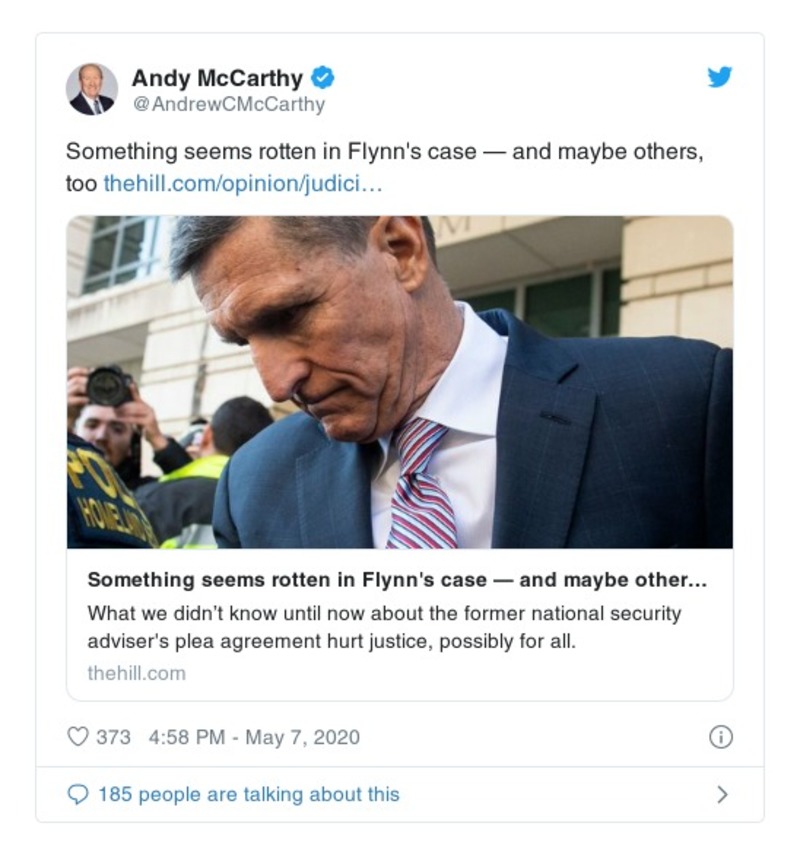 Andy McCarthy
@AndrewCMcCarthy
Something seems rotten in Flynn's case — and maybe others,
too thehill.com/opinion/judici…
POL
HOMELAND
Something seems rotten in Flynn's case — and maybe other...
What we didn’t know until now about the former national security
adviser's plea agreement hurt justice, possibly for all.
thehill.com
373 4:58 PM - May 7, 2020
185 people are talking about this